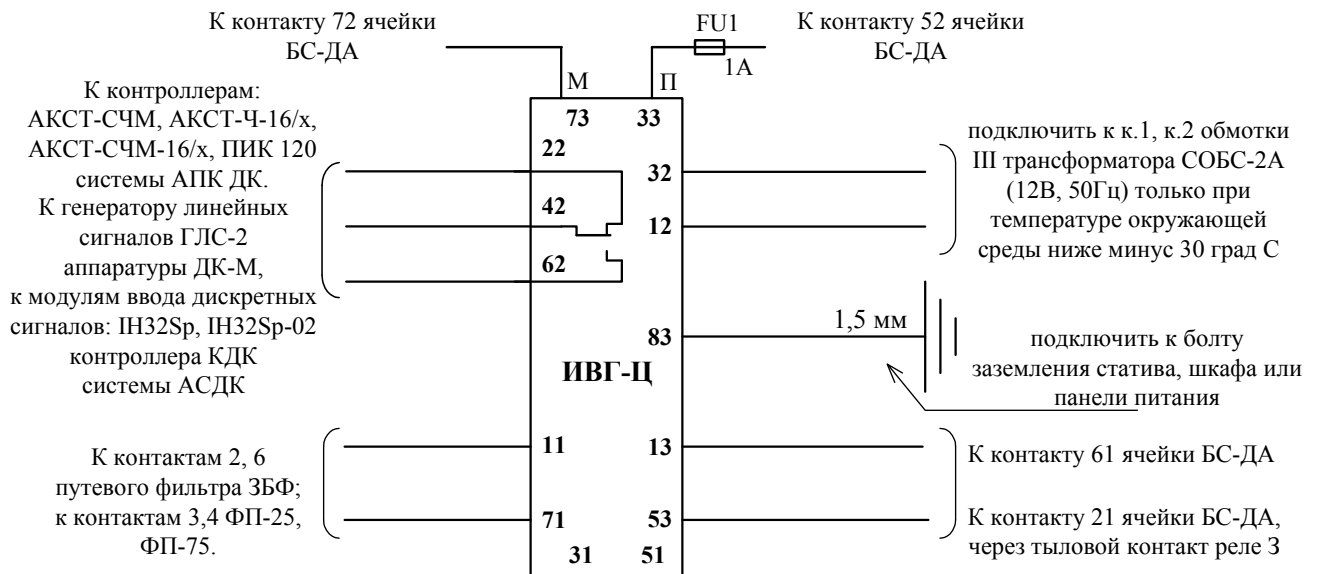 К контакту 72 ячейки
БС-ДА
FU1
1А
К контакту 52 ячейки
БС-ДА
М
П
73
33
К контроллерам:
АКСТ-СЧМ, АКСТ-Ч-16/х,
АКСТ-СЧМ-16/х, ПИК 120
системы АПК ДК.
К генератору линейных
сигналов ГЛС-2
аппаратуры ДК-М,
к модулям ввода дискретных
сигналов: IH32Sp, IH32Sp-02
контроллера КДК
системы АСДК
22
42
62
32
12
подключить к к.1, к.2 обмотки
III трансформатора СОБС-2А
(12В, 50Гц) только при
температуре окружающей
среды ниже минус 30 град С
83
1,5 мм
подключить к болту
заземления статива, шкафа или
панели питания
ИВГ-Ц
К контактам 2, 6
путевого фильтра ЗБФ;
к контактам 3,4 ФП-25,
ФП-75.
11
71
31
13
53
51
К контакту 61 ячейки БС-ДА
К контакту 21 ячейки БС-ДА,
через тыловой контакт реле З